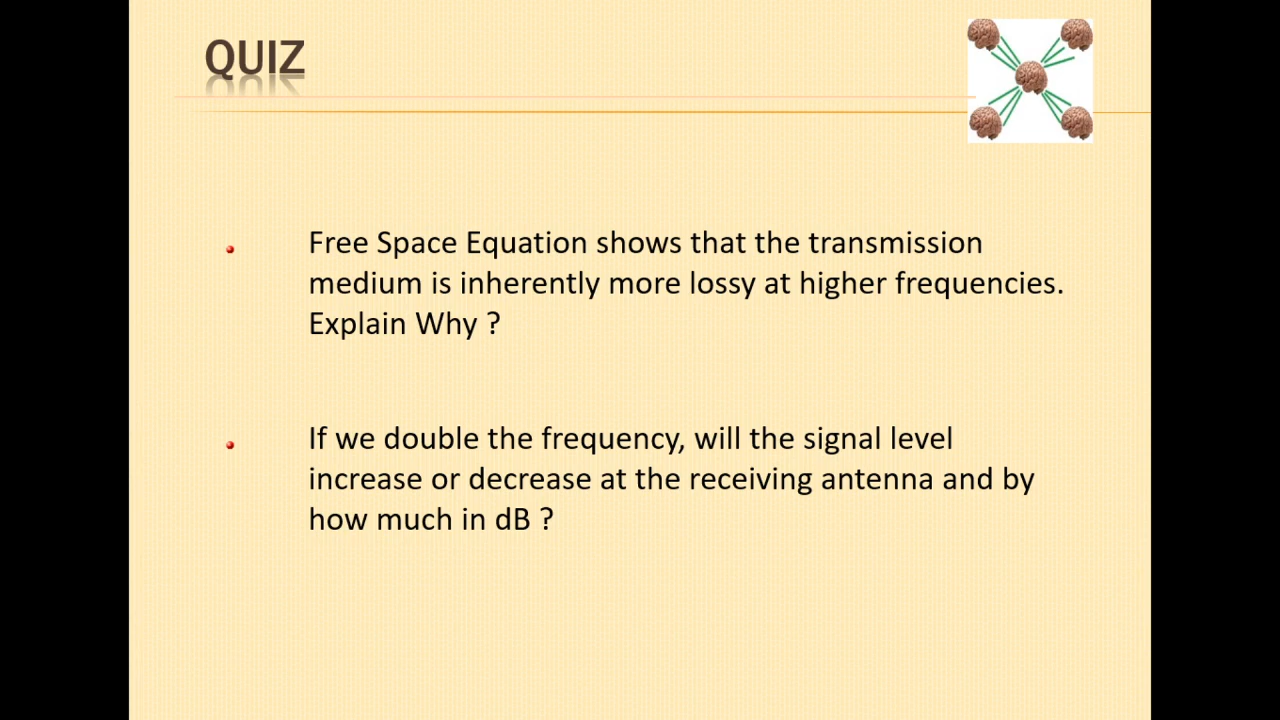 QUIZ
Free Space Equation shows that the transmission
medium is inherently more lossy at higher frequencies.
Explain Why ?
If we double the frequency, will the signal level
increase or decrease at the receiving antenna and by
how much in dB ?